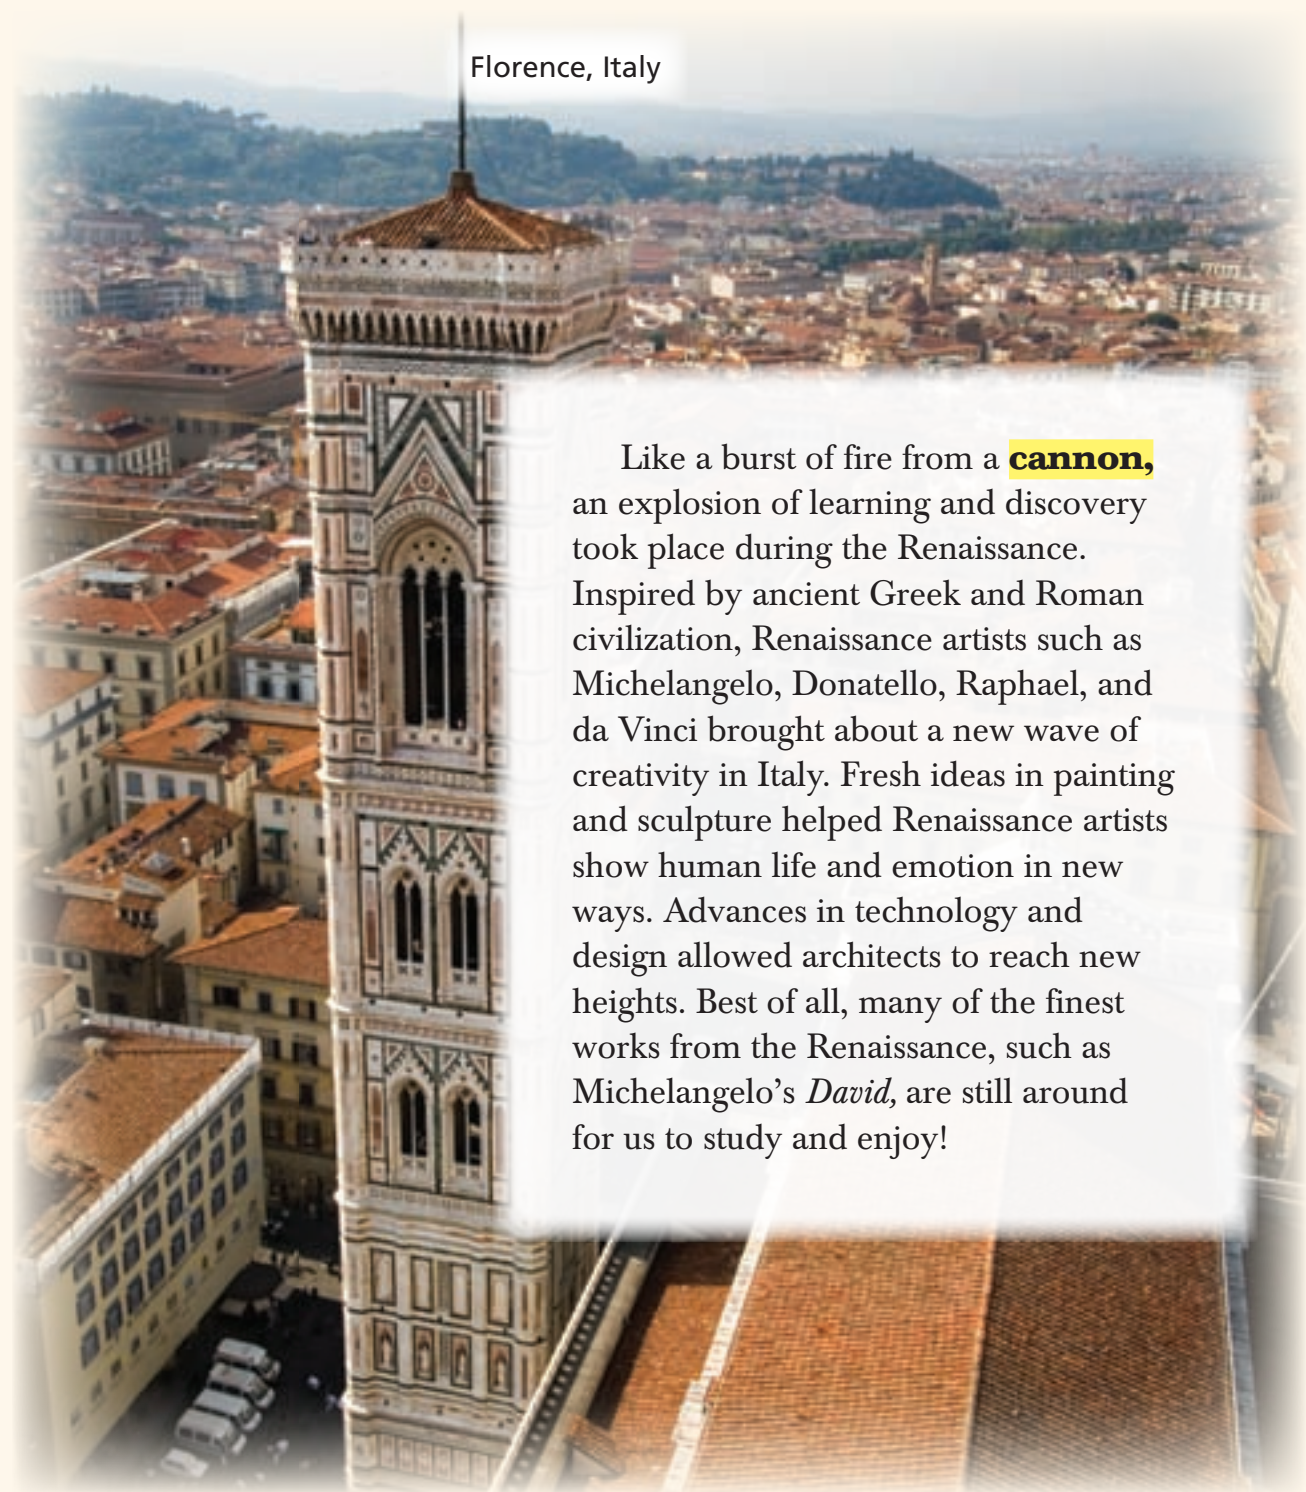 Florence, Italy
Like a burst of fire from a cannon,
an explosion of learning and discovery
took place during the Renaissance.
Inspired by ancient Greek and Roman
civilization, Renaissance artists such as
Michelangelo, Donatello, Raphael, and
da Vinci brought about a new wave of
creativity in Italy. Fresh ideas in painting
and sculpture helped Renaissance artists
show human life and emotion in new
ways. Advances in technology and
design allowed architects to reach new
heights. Best of all, many of the finest
works from the Renaissance, such as
Michelangelo’s David, are still around
for us to study and enjoy!